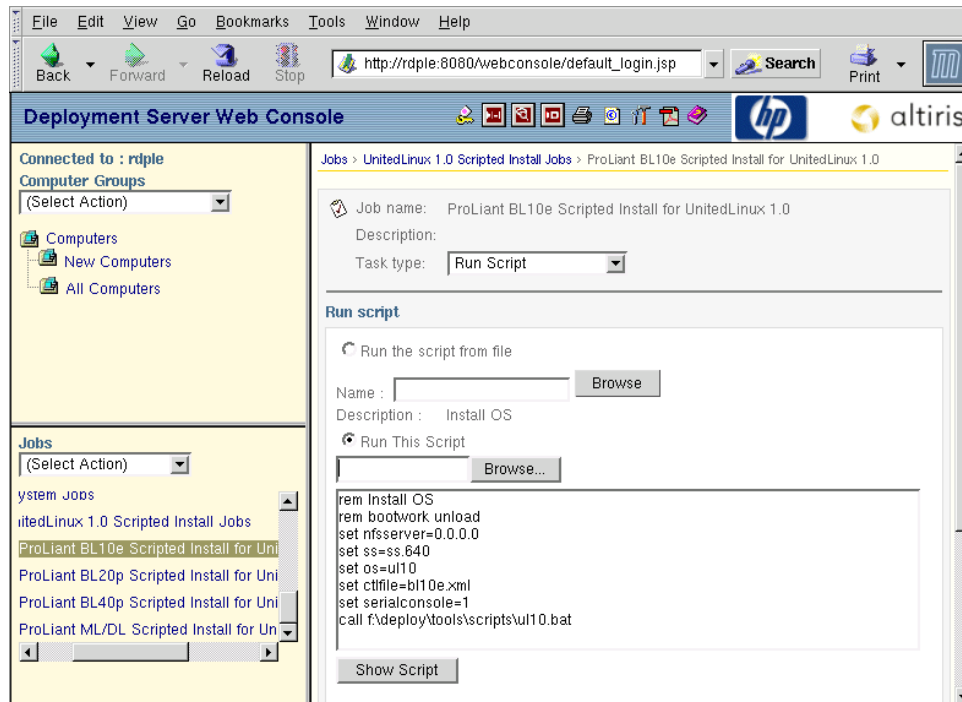 File Edit View Go Bookmarks Tools Window Help
Back Forward Reload Stop http://rdple:8080/webconsole/default_login.jsp Search Print
Deployment Server Web Console
hp altiris
Connected to : rdple
Computer Groups
(Select Action)
Computers
New Computers
All Computers
Jobs
(Select Action)
ystem Jobs
itedLinux 1.0 Scripted Install Jobs
ProLiant BL10e Scripted Install for Uni
ProLiant BL20p Scripted Install for Uni
ProLiant BL40p Scripted Install for Uni
ProLiant ML/DL Scripted Install for Un
Jobs > UnitedLinux 1.0 Scripted Install Jobs > ProLiant BL10e Scripted Install for UnitedLinux 1.0
Job name: ProLiant BL10e Scripted Install for UnitedLinux 1.0
Description:
Task type: Run Script
Run script
Run the script from file
Name : Browse
Description : Install OS
Run This Script
Browse...
rem Install OS
rem bootwork unload
set nfsserver=0.0.0.0
set ss=ss.640
set os=ul10
set ctlfile=bl10e.xml
set serialconsole=1
call f:\deploy\tools\scripts\ul10.bat
Show Script